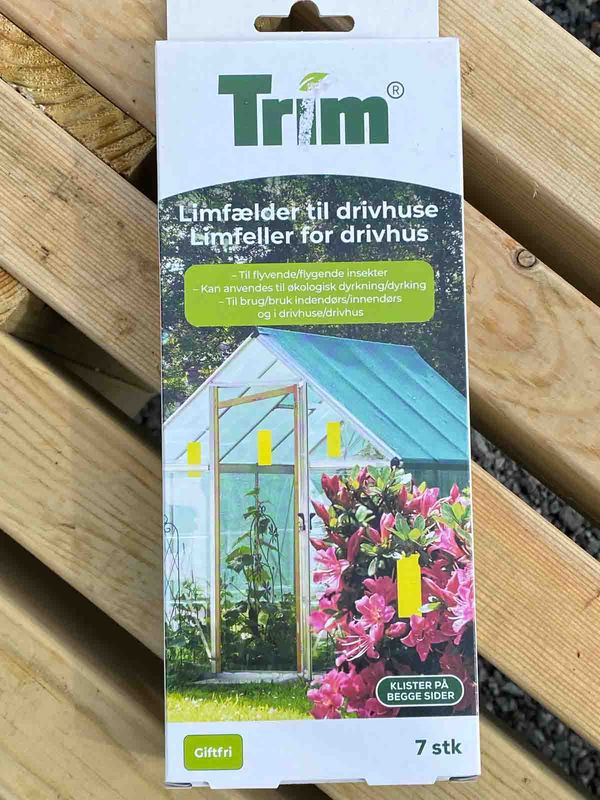 Trim®
Limfælder til drivhuse
Limfeller for drivhus
– Til flyvende/flygende insekter
– Kan anvendes til økologisk dyrkning/dyrking
– Til brug/bruk indendørs/innendørs
og i drivhuse/drivhus
KLISTER PÅ
BEGGE SIDER
Giftfri
7 stk